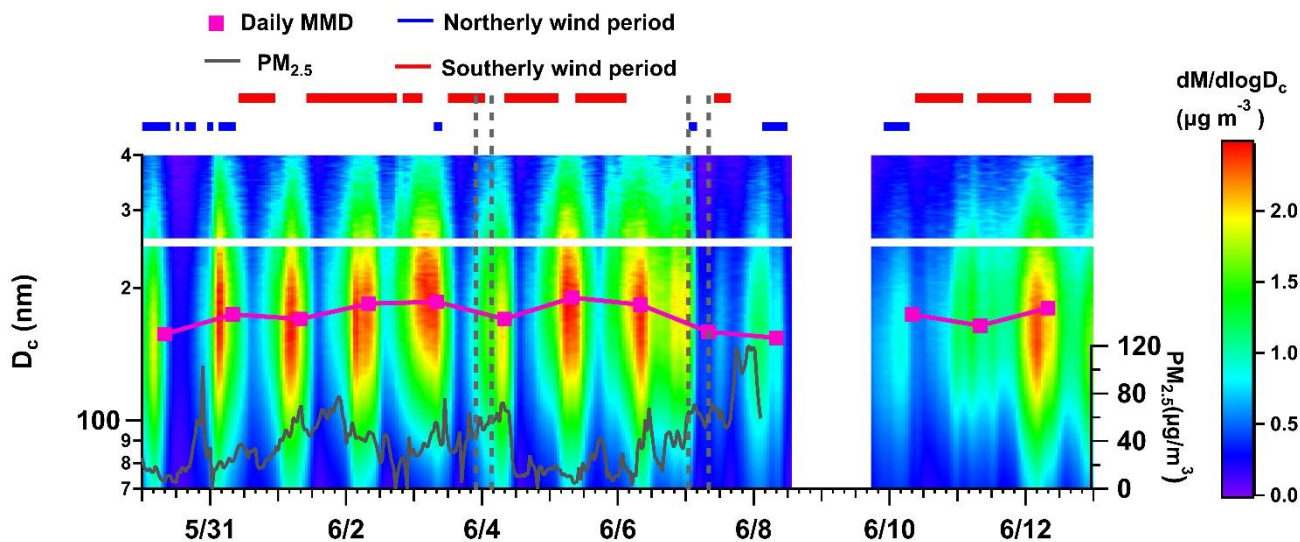 Daily MMD
Northerly wind period
PM2.5
Southerly wind period
dM/dlogDc
(μg m-3)
4
3
2
100
9
8
7
Dc (nm)
120
80
40
0
PM2.5(μg/m3)
2.0
1.5
1.0
0.5
0.0
5/31
6/2
6/4
6/6
6/8
6/10
6/12